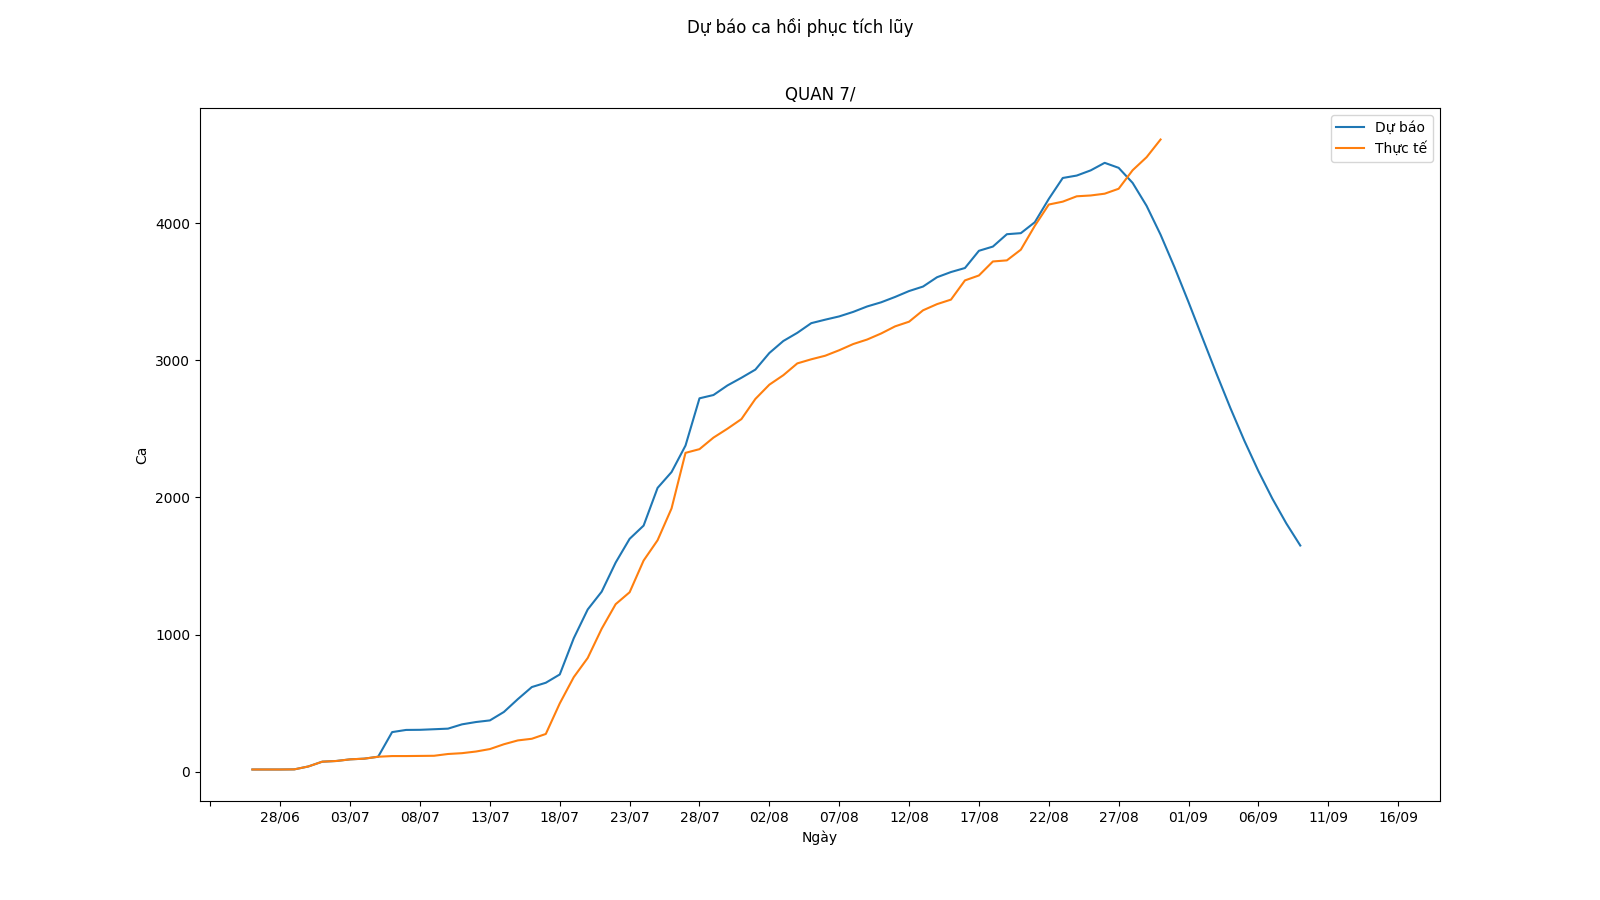 Dự báo ca hồi phục tích lũy
QUAN 7/
Dự báo
Thực tế
4000
3000
2000
1000
0
Ca
28/06 03/07 08/07 13/07 18/07 23/07 28/07 02/08 07/08 12/08 17/08 22/08 27/08 01/09 06/09 11/09 16/09
Ngày